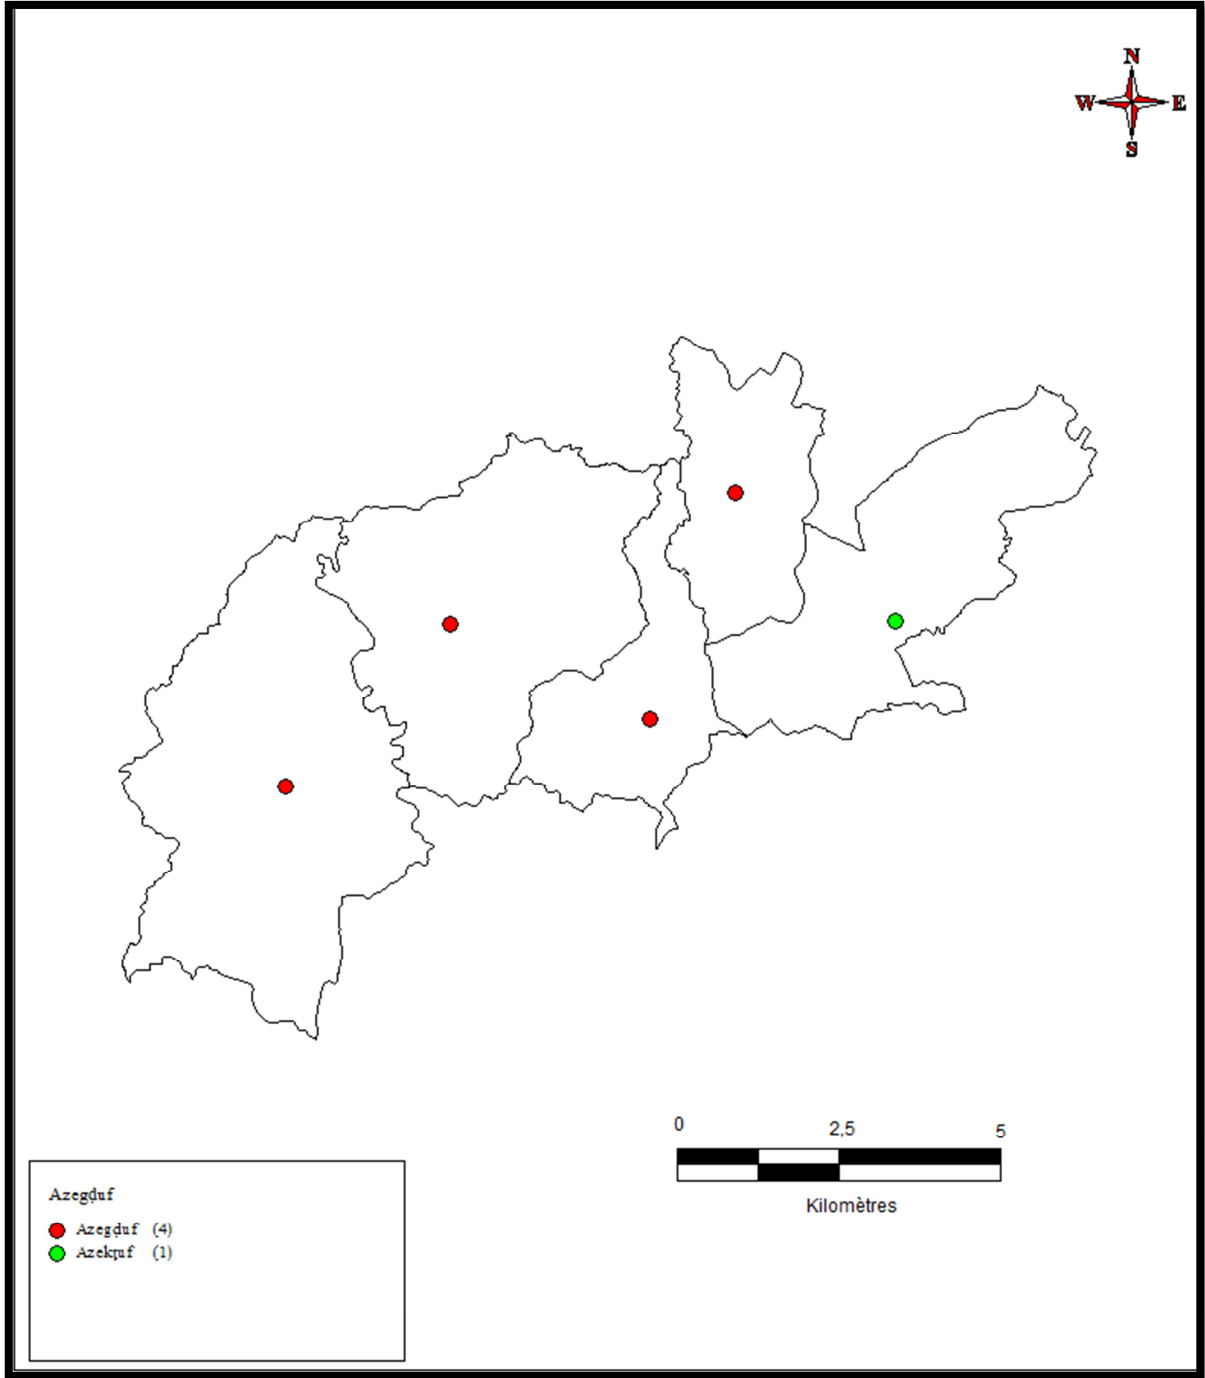 N
W E
S
0 2,5 5
Kilomètres
Azegḍuf
Azegḍuf (4)
Azekṛuf (1)